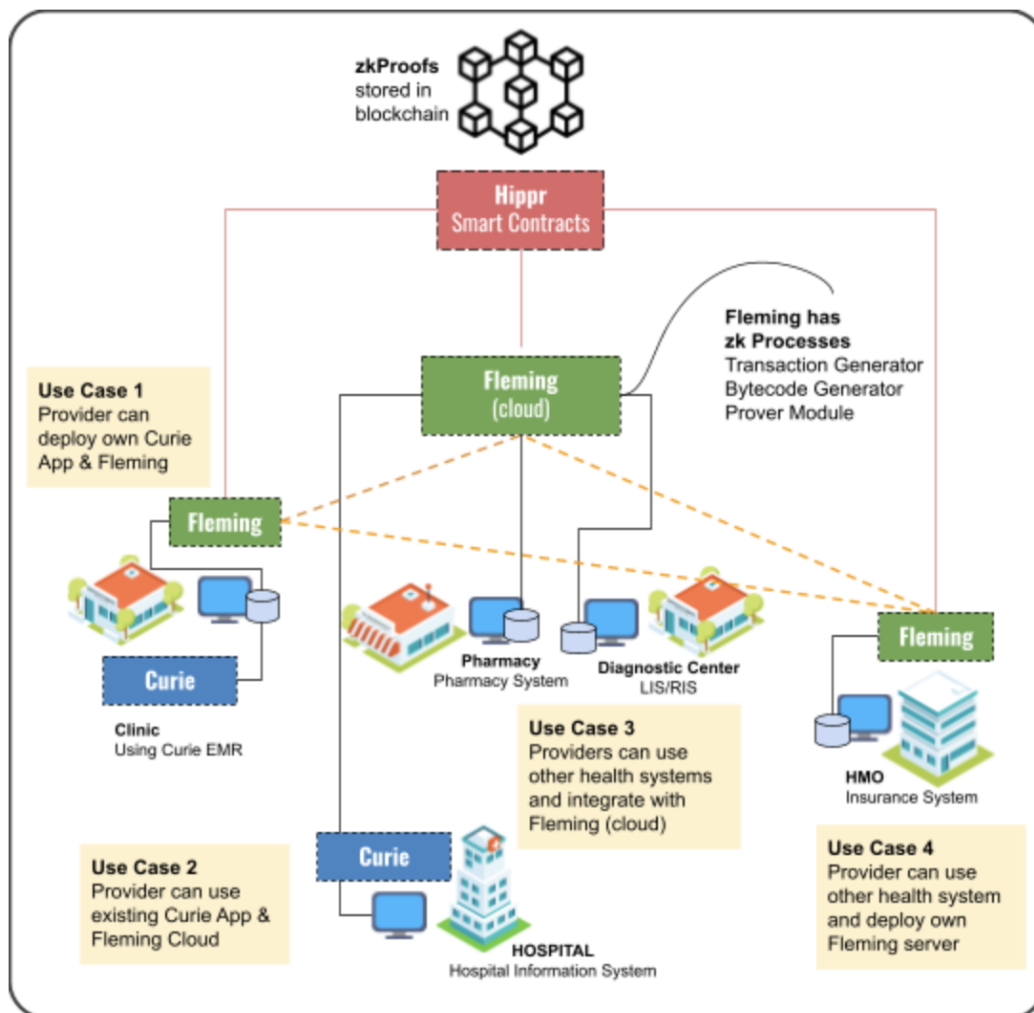 zkProofs
stored in
blockchain
Hippr
Smart Contracts
Fleming has
zk Processes
Transaction Generator
Bytecode Generator
Prover Module
Fleming
(cloud)
Use Case 1
Provider can
deploy own Curie
App & Fleming
Fleming
Curie
Clinic
Using Curie EMR
Pharmacy
Pharmacy System
Diagnostic Center
LIS/RIS
Fleming
HMO
Insurance System
Use Case 3
Providers can use
other health systems
and integrate with
Fleming (cloud)
Use Case 2
Provider can use
existing Curie App &
Fleming Cloud
Curie
HOSPITAL
Hospital Information System
Use Case 4
Provider can use
other health system
and deploy own
Fleming server